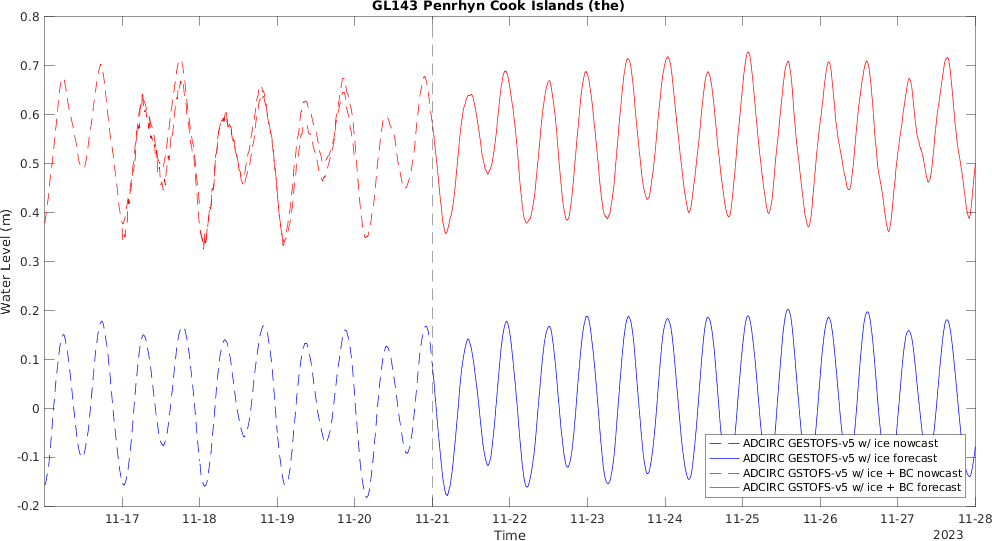 GL143 Penrhyn Cook Islands (the)
0.8
0.7
0.6
0.5
0.4
0.3
0.2
0.1
0
-0.1
-0.2
Water Level (m)
ADCIRC GESTOFS-v5 w/ ice nowcast
ADCIRC GESTOFS-v5 w/ ice forecast
ADCIRC GSTOFS-v5 w/ ice + BC nowcast
ADCIRC GSTOFS-v5 w/ ice + BC forecast
11-17 11-18 11-19 11-20 11-21 11-22 11-23 11-24 11-25 11-26 11-27 11-28
Time
2023